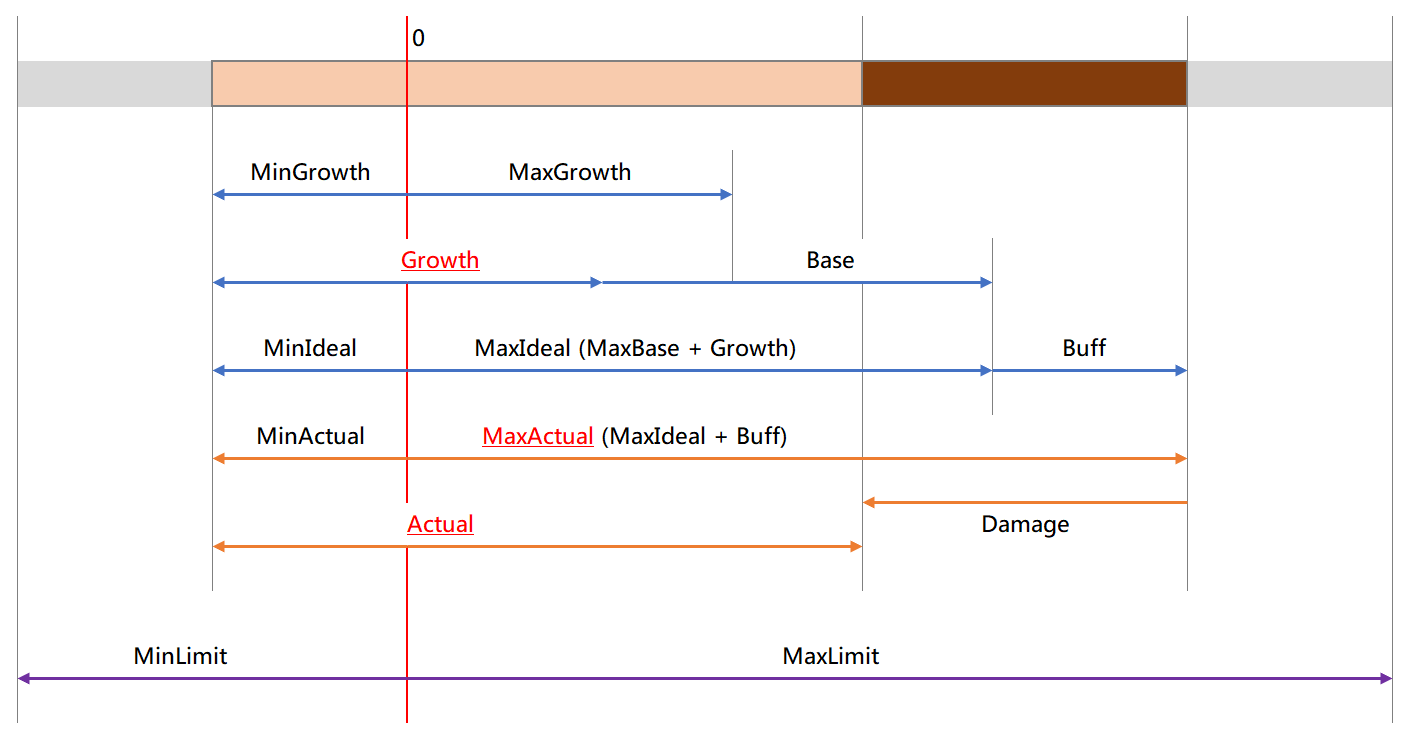 0
MinGrowth MaxGrowth
Growth Base
MinIdeal MaxIdeal (MaxBase + Growth) Buff
MinActual MaxActual (MaxIdeal + Buff)
Actual Damage
MinLimit MaxLimit